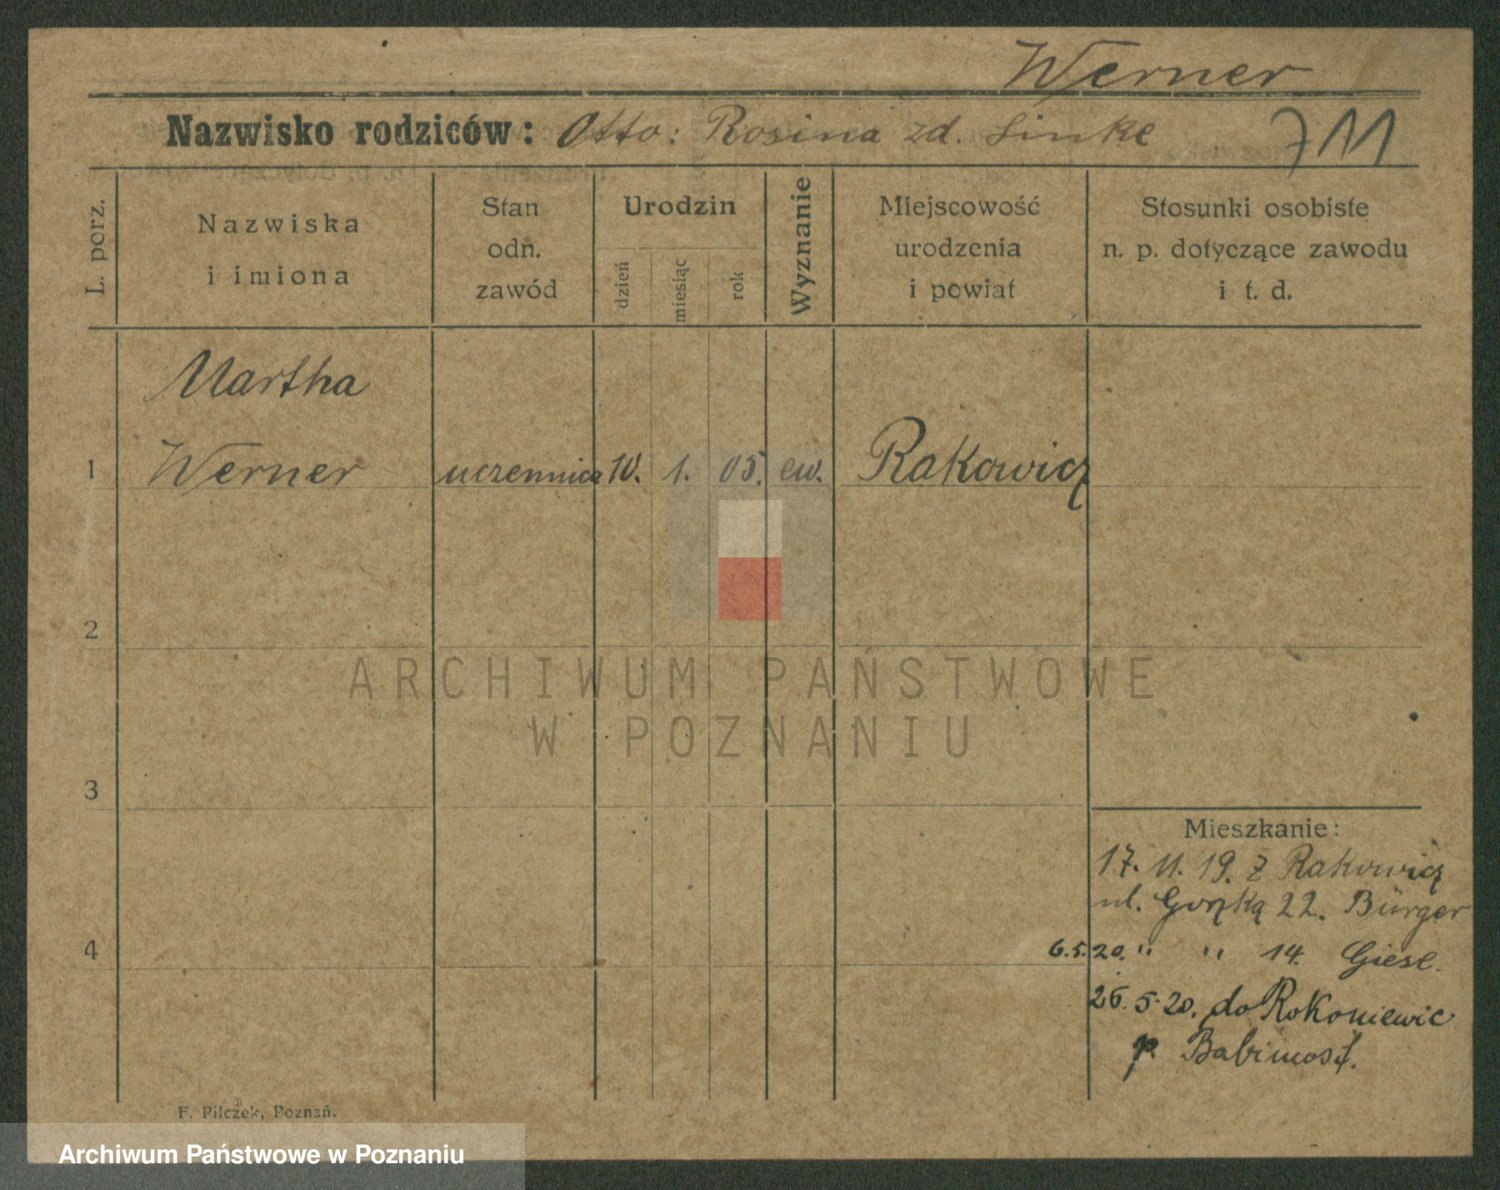 Werner
Nazwisko rodziców: Otto: Rosina zd. Linke
711
L. porz.
Nazwiska
i imiona
Stan
odn.
zawód
Urodzin
dzień
miesiąc
rok
Wyznanie
Miejscowość
urodzenia
i powiat
Stosunki osobiste
n. p. dotyczące zawodu
i t. d.
Martha
1 Werner uczennica 10. 1. 05. ew. Rakowicz
2
3
4
ARCHIWUM PAŃSTWOWE
W POZNANIU
Mieszkanie:
17. 11. 19. z Rakowicz
ul. 22. Bürger
6.5.20. " " 14. Giese.
26. 5. 20. do Rokoniewic
p. Babimost.
F. Pilczek, Poznań.
Archiwum Państwowe w Poznaniu